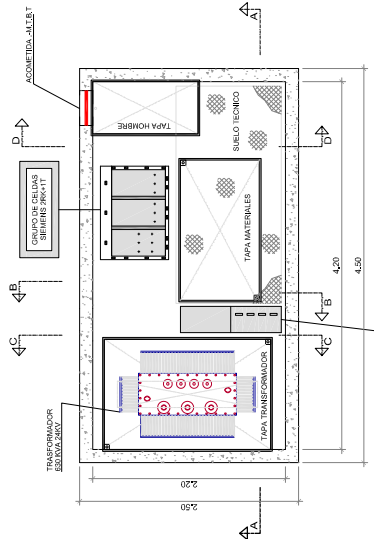 A
ACOMETIDA -M.T.B.T
D
D
TAPA HOMBRE
SUELO TECNICO
GRUPO DE CELDAS
SIEMENS 2RK+1T
TAPA MATERIALES
4.20
4.50
B
B
C
C
TRASFORMADOR
630 KVA 24KV
TAPA TRANSFORMADOR
2.20
2.50
A